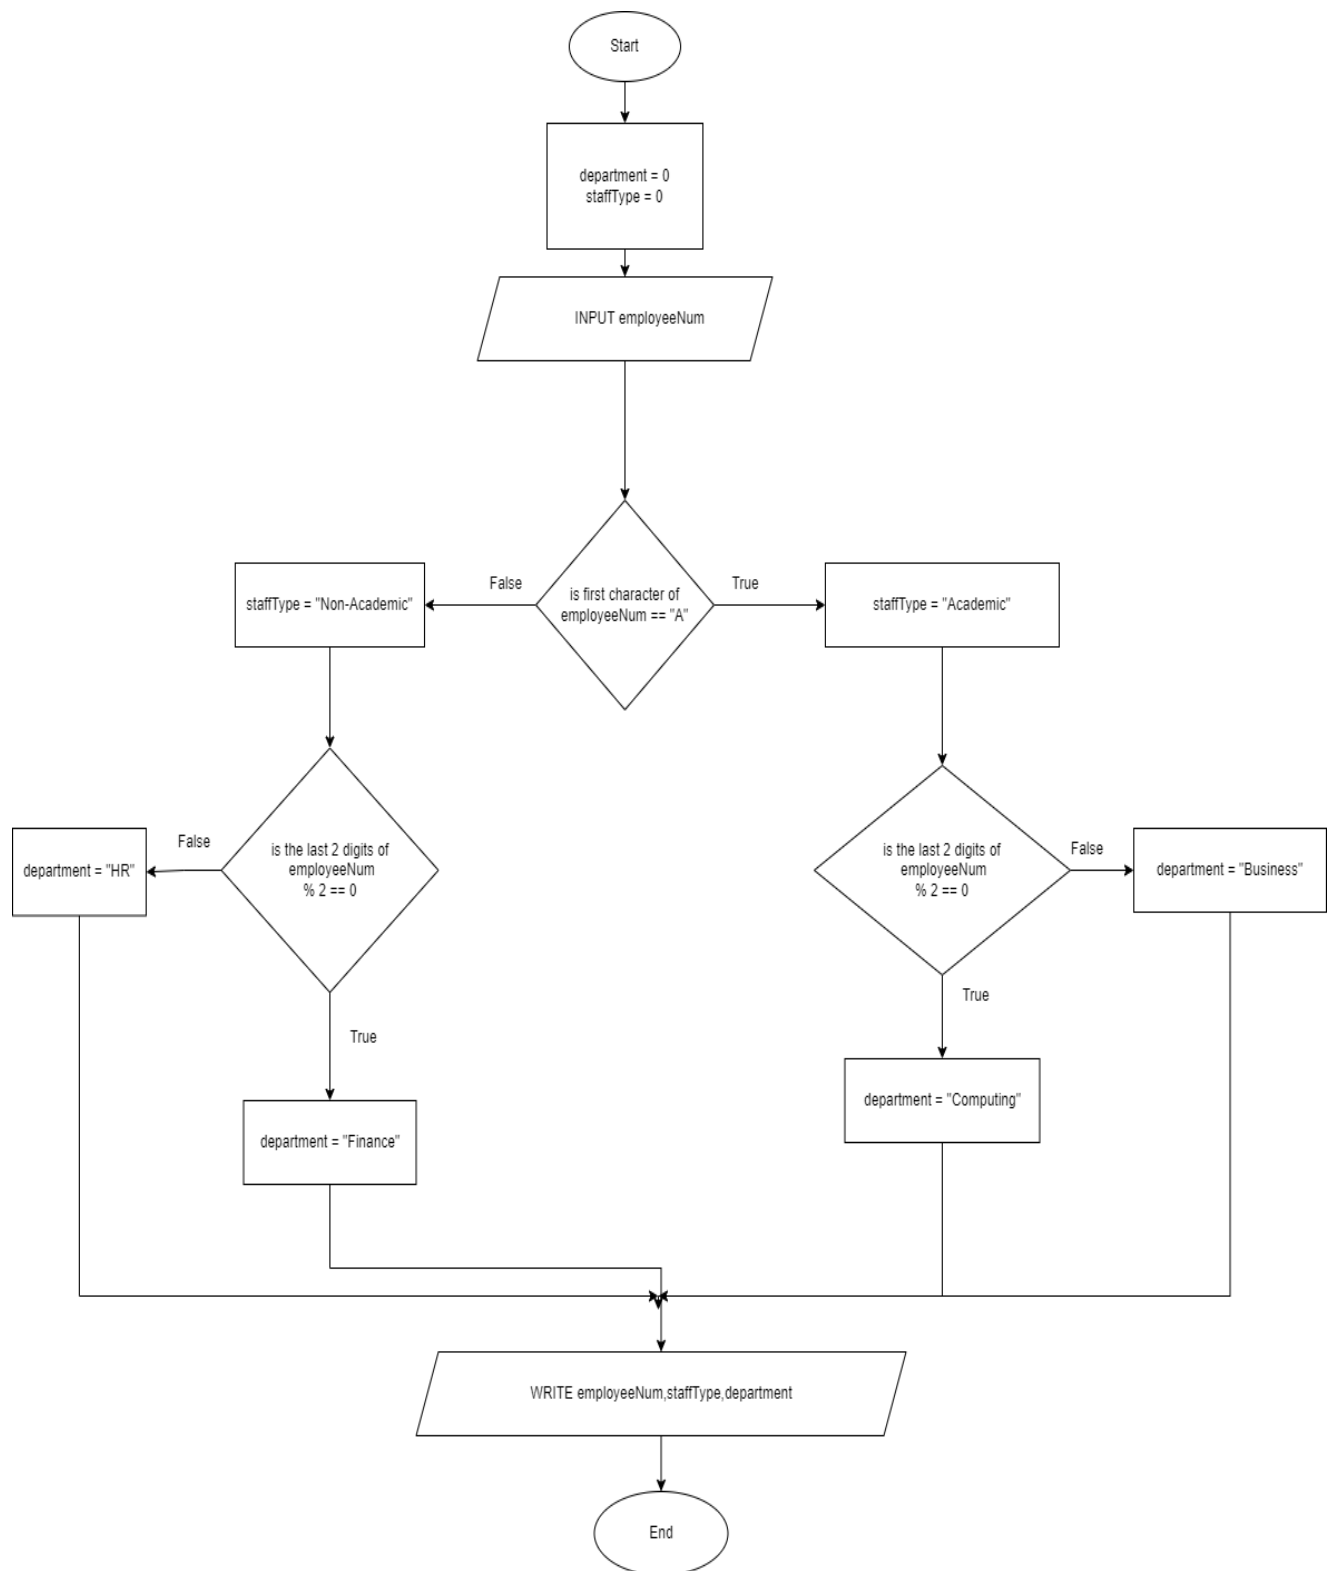 Start
department = 0
staffType = 0
INPUT employeeNum
False
True
is first character of
employeeNum == "A"
staffType = "Non-Academic"
staffType = "Academic"
False
is the last 2 digits of
employeeNum
% 2 == 0
department = "HR"
True
department = "Finance"
is the last 2 digits of
employeeNum
% 2 == 0
False
department = "Business"
True
department = "Computing"
WRITE employeeNum,staffType,department
End